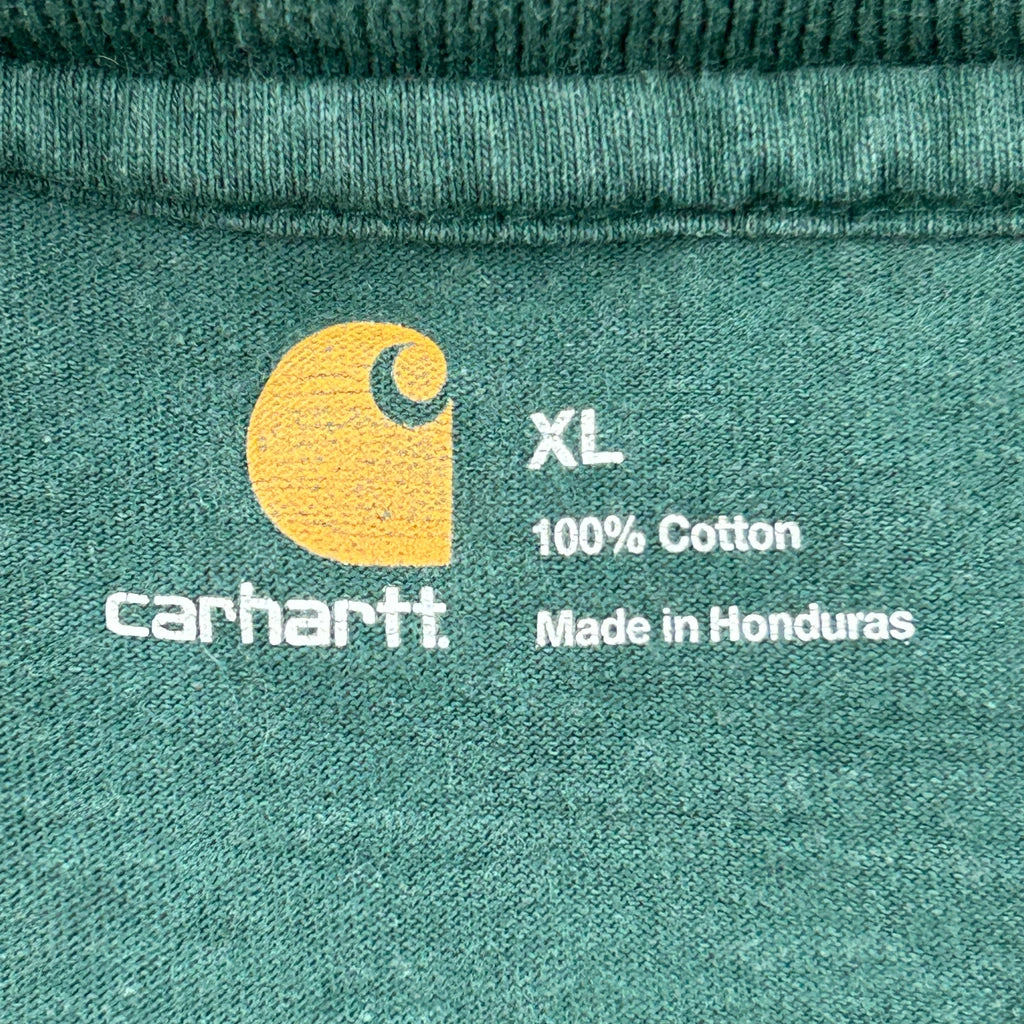 carhartt
XL
100% Cotton
Made in Honduras